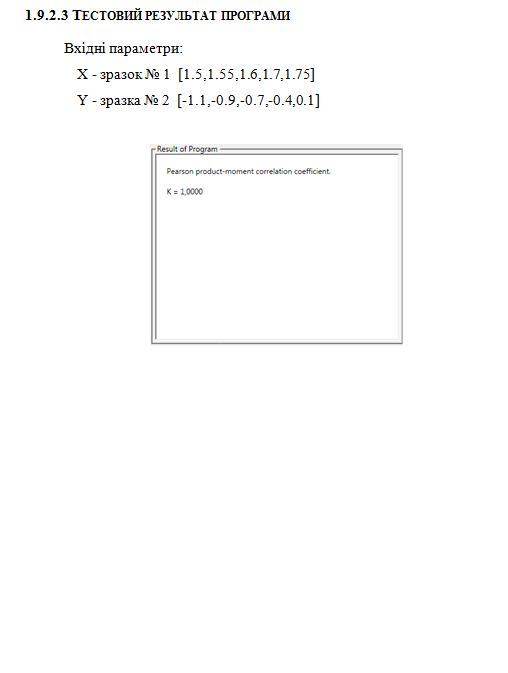 1.9.2.3 ТЕСТОВИЙ РЕЗУЛЬТАТ ПРОГРАМИ
Вхідні параметри:
X - зразок № 1 [1.5,1.55,1.6,1.7,1.75]
Y - зразка № 2 [-1.1,-0.9,-0.7,-0.4,0.1]
Result of Program
Pearson product-moment correlation coefficient.
K = 1,0000